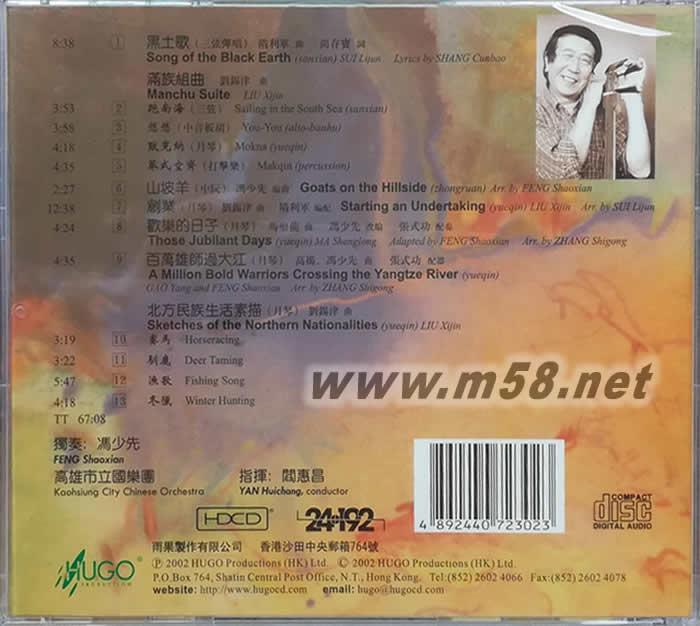 8:38 1 黑土歌 (三弦彈唱) 隋利軍 曲 尚存寶 詞
Song of the Black Earth (sanxian) SUI Lijun Lyrics by SHANG Cunbao
滿族組曲 劉錫津 曲
Manchu Suite LIU Xijin
3:53 2 跑南海 (三弦) Sailing in the South Sea (sanxian)
3:58 3 悠悠 (中音板胡) You-You (alto-banhu)
4:18 4 默克納 (月琴) Mokna (yueqin)
4:35 5 莽式空齊 (打擊樂) Makqin (percussion)
2:27 6 山坡羊 (中阮) 馮少先 編曲 Goats on the Hillside (zhongruan) Arr. by FENG Shaoxian
12:38 7 創業 (月琴) 劉錫津 曲 隋利軍 編配 Starting an Undertaking (yueqin) LIU Xijin Arr. by SUI Lijun
4:24 8 歡樂的日子 (月琴) 馬聖龍 曲 馮少先 改編 張式功 配奏
Those Jubilant Days (yueqin) MA Shanglong Adapted by FENG Shaoxian Arr. by ZHANG Shigong
4:35 9 百萬雄師過大江 (月琴) 高楊、馮少先 曲 張式功 配器
A Million Bold Warriors Crossing the Yangtze River (yueqin)
GAO Yang and FENG Shaoxian Arr. by ZHANG Shigong
北方民族生活素描 (月琴) 劉錫津 曲
Sketches of the Northern Nationalities (yueqin) LIU Xijin
3:19 10 賽馬 Horseracing
3:22 11 馴鹿 Deer Taming
5:47 12 漁歌 Fishing Song
4:18 13 冬獵 Winter Hunting
TT 67:08
www.m58.net
獨奏: 馮少先
FENG Shaoxian
高雄市立國樂團 指揮: 閻惠昌
Kaohsiung City Chinese Orchestra YAN Huichang, conductor
HDCD 24•192
4 892440 723023
COMPACT disc DIGITAL AUDIO
HUGO PRODUCTION
雨果製作有限公司 香港沙田中央郵箱764號
℗ 2002 HUGO Productions (HK) Ltd. © 2002 HUGO Productions (HK) Ltd.
P.O.Box 764, Shatin Central Post Office, N.T., Hong Kong. Tel:(852) 2602 4066 Fax:(852) 2602 4078
website: http://www.hugocd.com email: hugo@hugocd.com